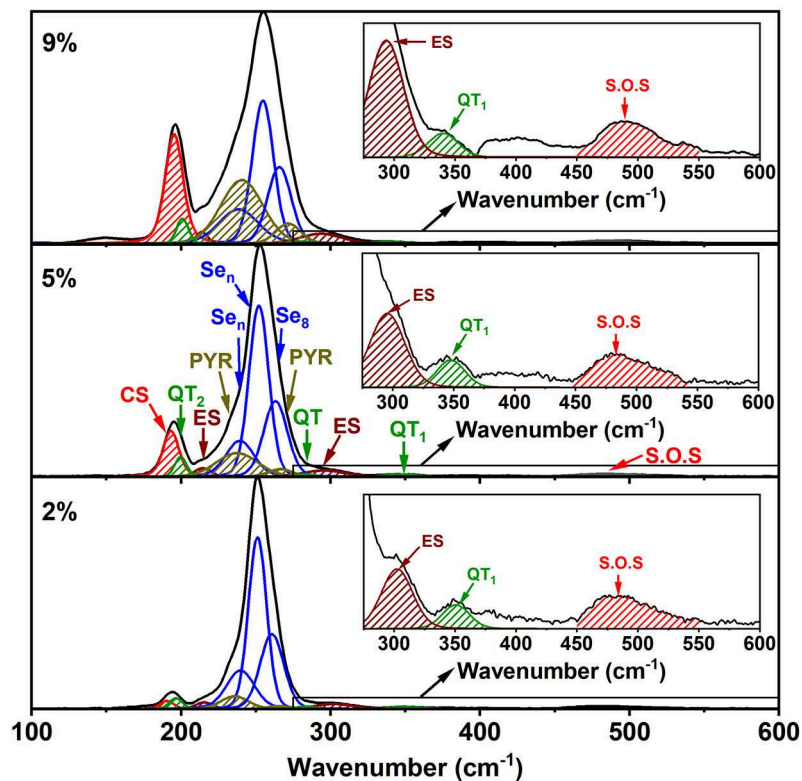 9%
ES
QT₁
S.O.S
300 350 400 450 500 550 600
Wavenumber (cm⁻¹)
5%
Seₙ
Seₙ
Se₈
PYR
PYR
CS
QT₂
ES
QT
ES
QT₁
S.O.S
ES
QT₁
S.O.S
300 350 400 450 500 550 600
Wavenumber (cm⁻¹)
2%
ES
QT₁
S.O.S
300 350 400 450 500 550 600
Wavenumber (cm⁻¹)
100 200 300 400 500 600
Wavenumber (cm⁻¹)